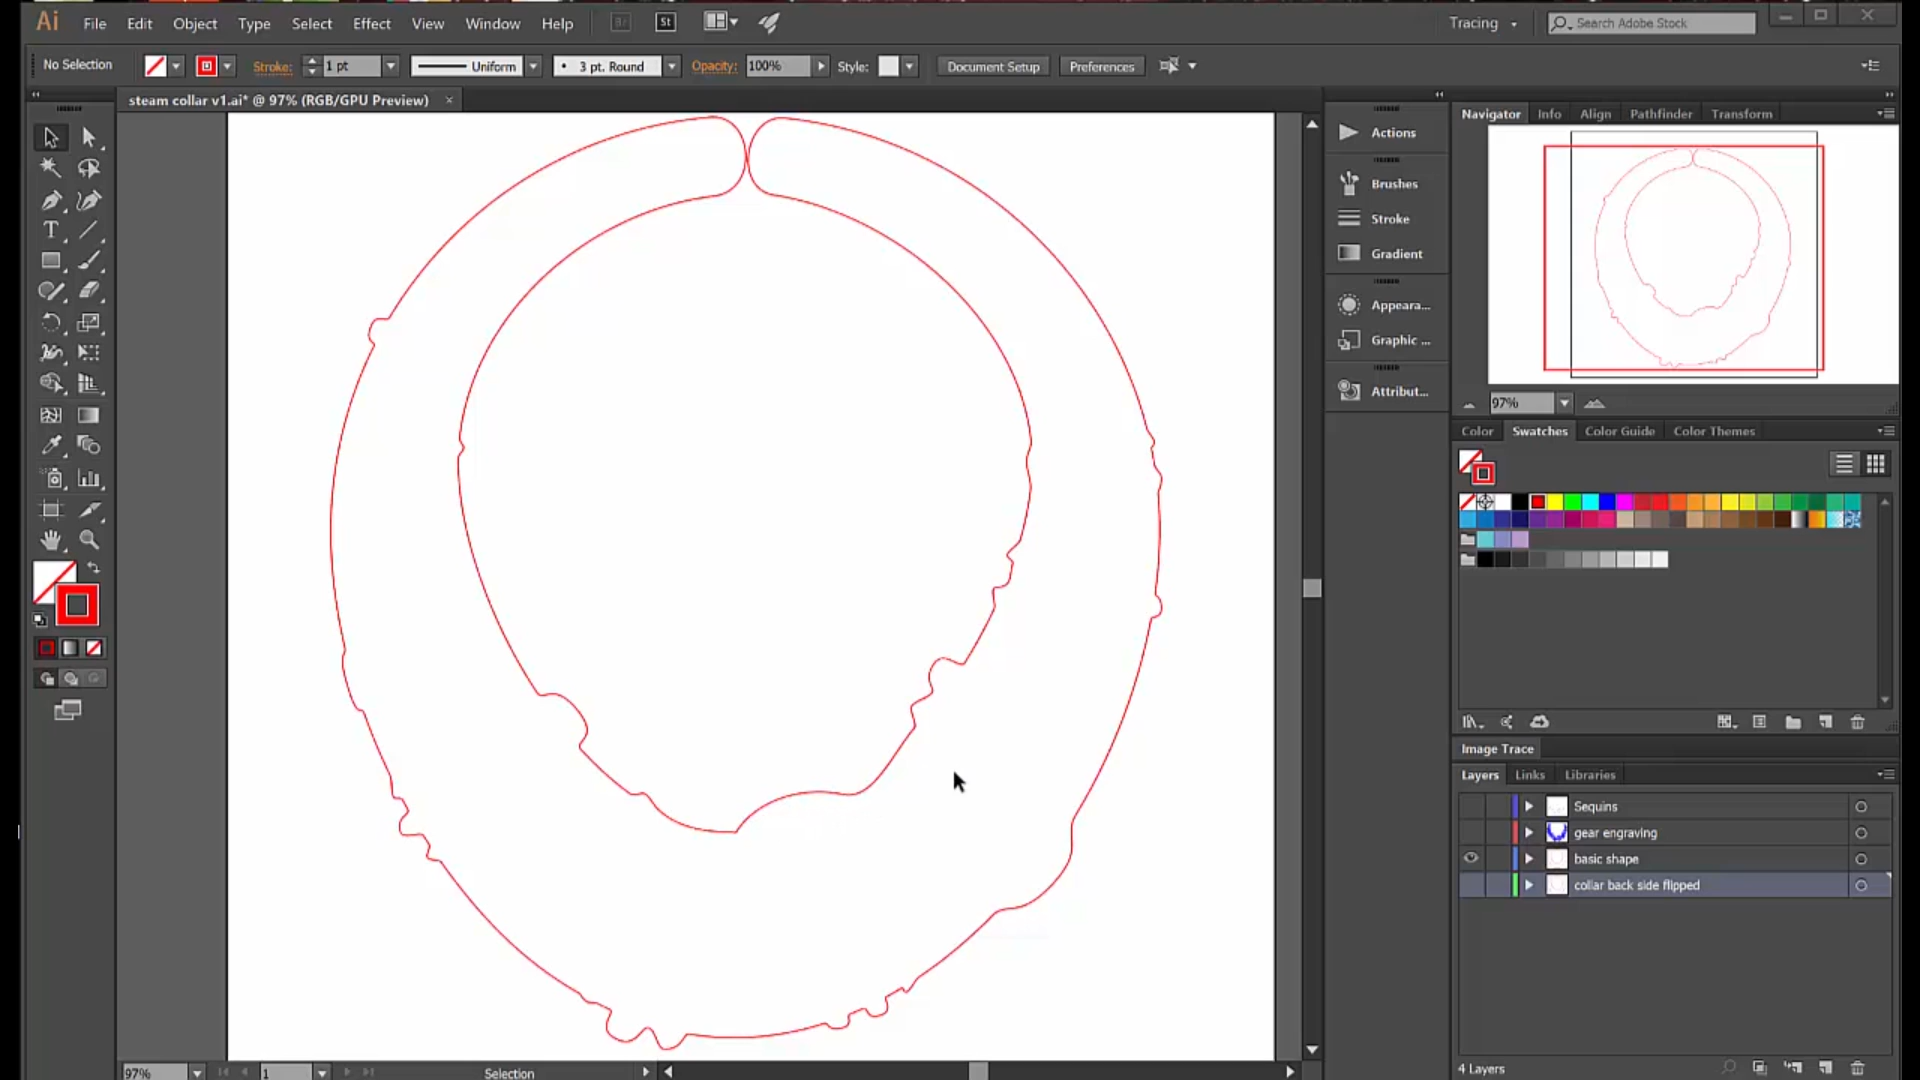 Ai File Edit Object Type Select Effect View Window Help Br St Tracing Search Adobe Stock
No Selection Stroke: 1 pt Uniform 3 pt. Round Opacity: 100% Style: Document Setup Preferences
steam collar v1.ai* @ 97% (RGB/GPU Preview) ×
Actions
Brushes
Stroke
Gradient
Appeara...
Graphic ...
Attribut...
Navigator Info Align Pathfinder Transform
97%
Color Swatches Color Guide Color Themes
Image Trace
Layers Links Libraries
Sequins
gear engraving
basic shape
collar back side flipped
4 Layers
97% 1 Selection